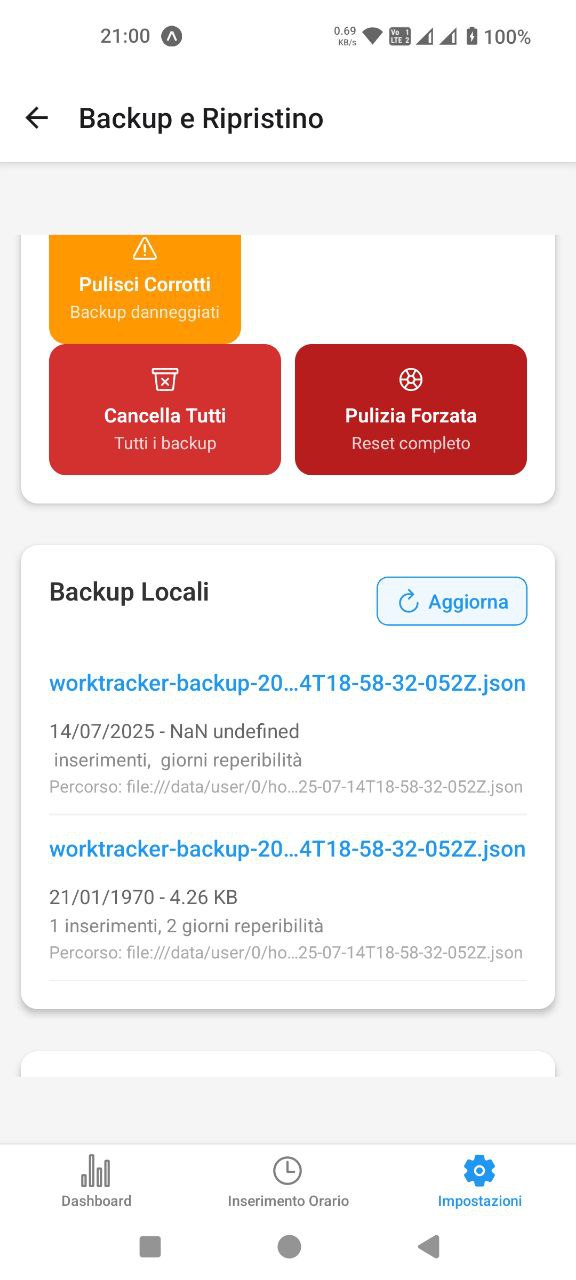 21:00
0.69
KB/s
Vo 1
LTE 2
100%
Backup e Ripristino
Pulisci Corrotti
Backup danneggiati
Cancella Tutti
Tutti i backup
Pulizia Forzata
Reset completo
Backup Locali
Aggiorna
worktracker-backup-20...4T18-58-32-052Z.json
14/07/2025 - NaN undefined
inserimenti, giorni reperibilità
Percorso: file:///data/user/0/ho...25-07-14T18-58-32-052Z.json
worktracker-backup-20...4T18-58-32-052Z.json
21/01/1970 - 4.26 KB
1 inserimenti, 2 giorni reperibilità
Percorso: file:///data/user/0/ho...25-07-14T18-58-32-052Z.json
Dashboard
Inserimento Orario
Impostazioni